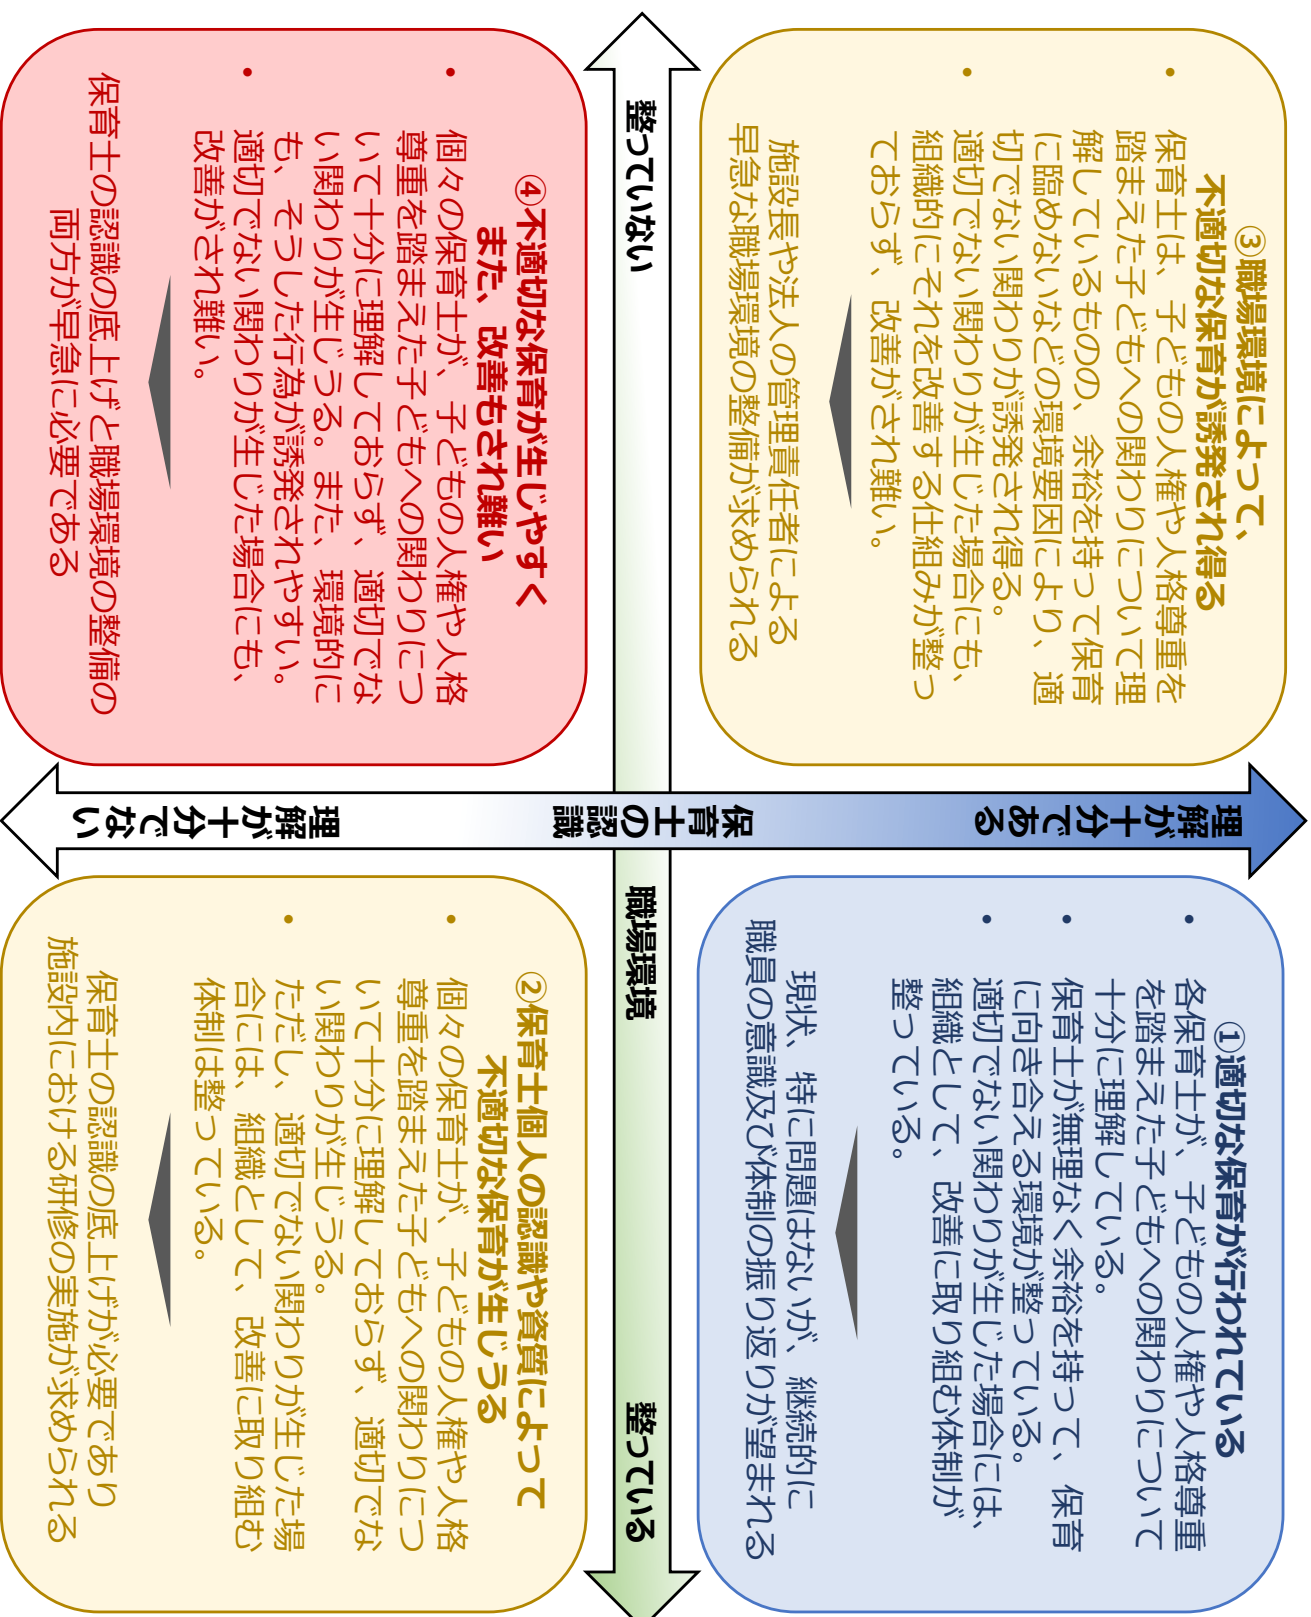 ③職場環境によって、
不適切な保育が誘発され得る
• 保育士は、子どもの人権や人格尊重を
踏まえた子どもへの関わりについて理
解しているものの、余裕を持って保育
に臨めないなどの環境要因により、適
切でない関わりが誘発され得る。
• 適切でない関わりが生じた場合にも、
組織的にそれを改善する仕組みが整っ
ておらず、改善がされ難い。
施設長や法人の管理責任者による
早急な職場環境の整備が求められる
理解が十分である
①適切な保育が行われている
• 各保育士が、子どもの人権や人格尊重
を踏まえた子どもへの関わりについて
十分に理解している。
• 保育士が無理なく余裕を持って、保育
に向き合える環境が整っている。
• 適切でない関わりが生じた場合には、
組織として、改善に取り組む体制が
整っている。
現状、特に問題はないが、継続的に
職員の意識及び体制の振り返りが望まれる
整っていない
保育士の認識
職場環境
整っている
④不適切な保育が生じやすく
また、改善もされ難い
• 個々の保育士が、子どもの人権や人格
尊重を踏まえた子どもへの関わりにつ
いて十分に理解しておらず、適切でな
い関わりが生じうる。また、環境的に
も、そうした行為が誘発されやすい。
• 適切でない関わりが生じた場合にも、
改善がされ難い。
保育士の認識の底上げと職場環境の整備の
両方が早急に必要である
理解が十分でない
②保育士個人の認識や資質によって
不適切な保育が生じうる
• 個々の保育士が、子どもの人権や人格
尊重を踏まえた子どもへの関わりにつ
いて十分に理解しておらず、適切でな
い関わりが生じうる。
• ただし、適切でない関わりが生じた場
合には、組織として、改善に取り組む
体制は整っている。
保育士の認識の底上げが必要であり
施設内における研修の実施が求められる